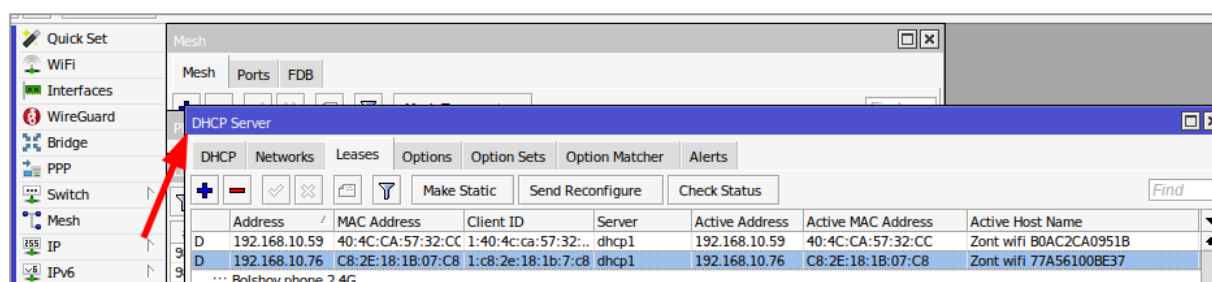 Quick Set
WiFi
Interfaces
WireGuard
Bridge
PPP
Switch
Mesh
IP
IPv6
Mesh
Mesh Ports FDB
DHCP Server
DHCP Networks Leases Options Option Sets Option Matcher Alerts
Make Static Send Reconfigure Check Status Find
Address MAC Address Client ID Server Active Address Active MAC Address Active Host Name
D 192.168.10.59 40:4C:CA:57:32:CC 1:40:4c:ca:57:32:.. dhcp1 192.168.10.59 40:4C:CA:57:32:CC Zont wifi B0AC2CA0951B
D 192.168.10.76 C8:2E:18:1B:07:C8 1:c8:2e:18:1b:7:c8 dhcp1 192.168.10.76 C8:2E:18:1B:07:C8 Zont wifi 77A56100BE37
::: Bolshoy phone 2.4G